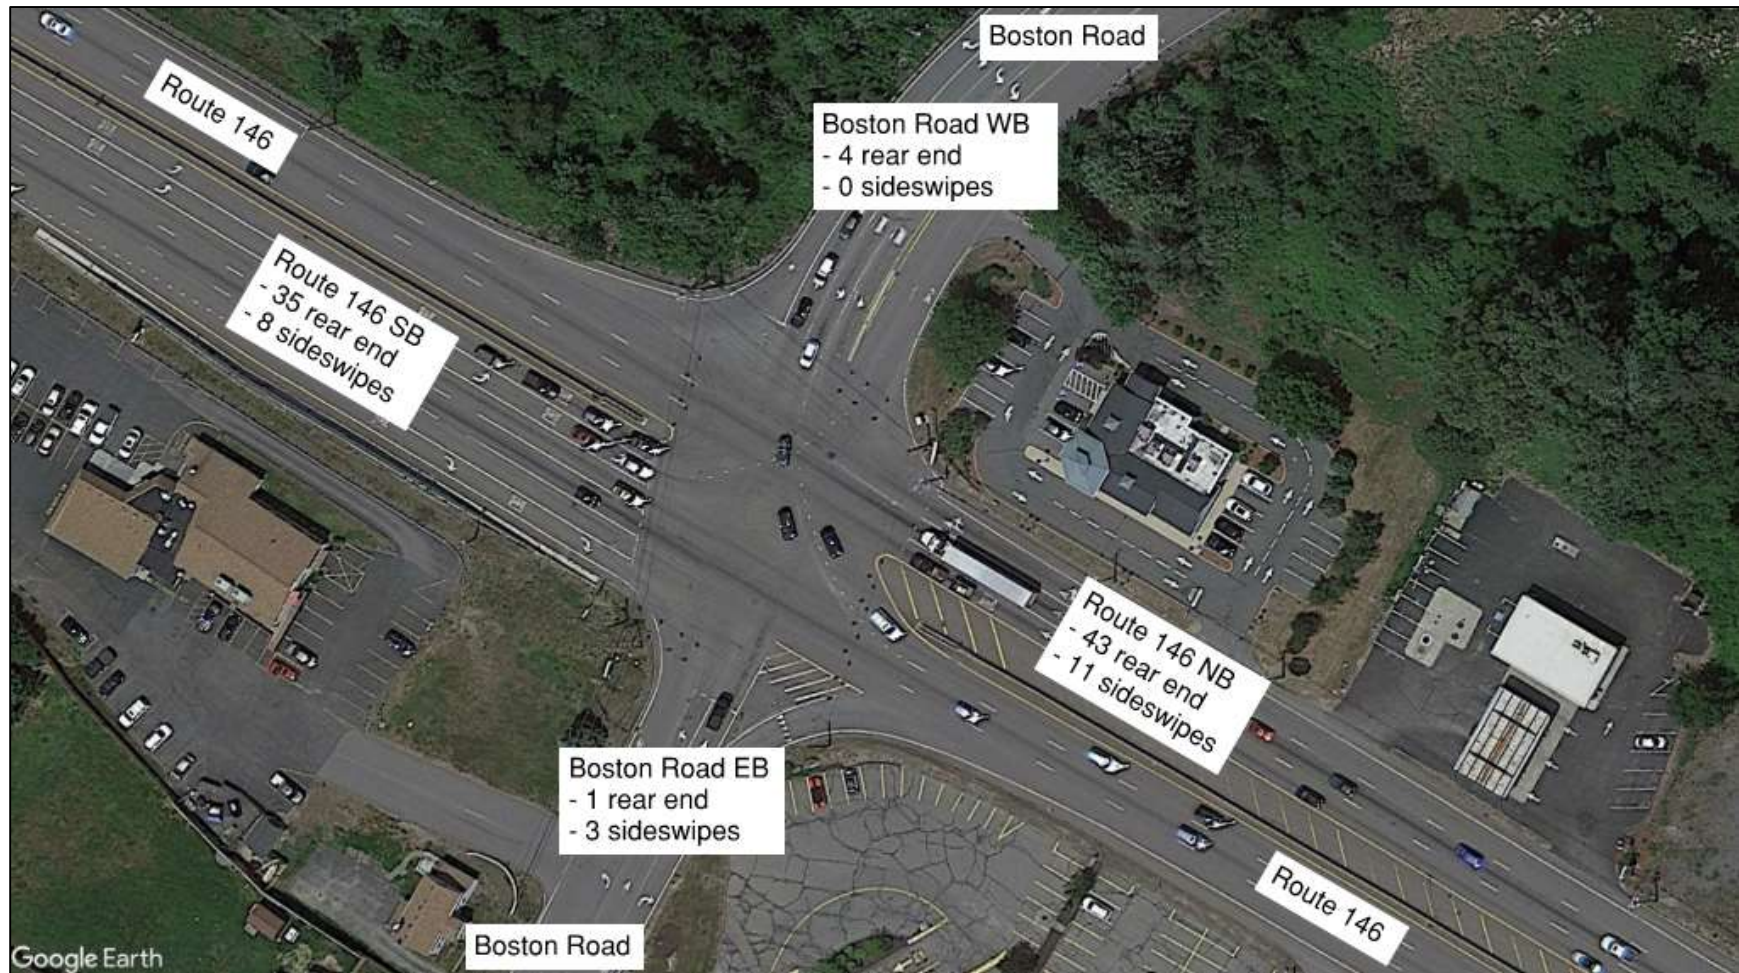 Boston Road
Route 146
Boston Road WB
- 4 rear end
- 0 sideswipes
Route 146 SB
- 35 rear end
- 8 sideswipes
Route 146 NB
- 43 rear end
- 11 sideswipes
Boston Road EB
- 1 rear end
- 3 sideswipes
Route 146
Boston Road
Google Earth